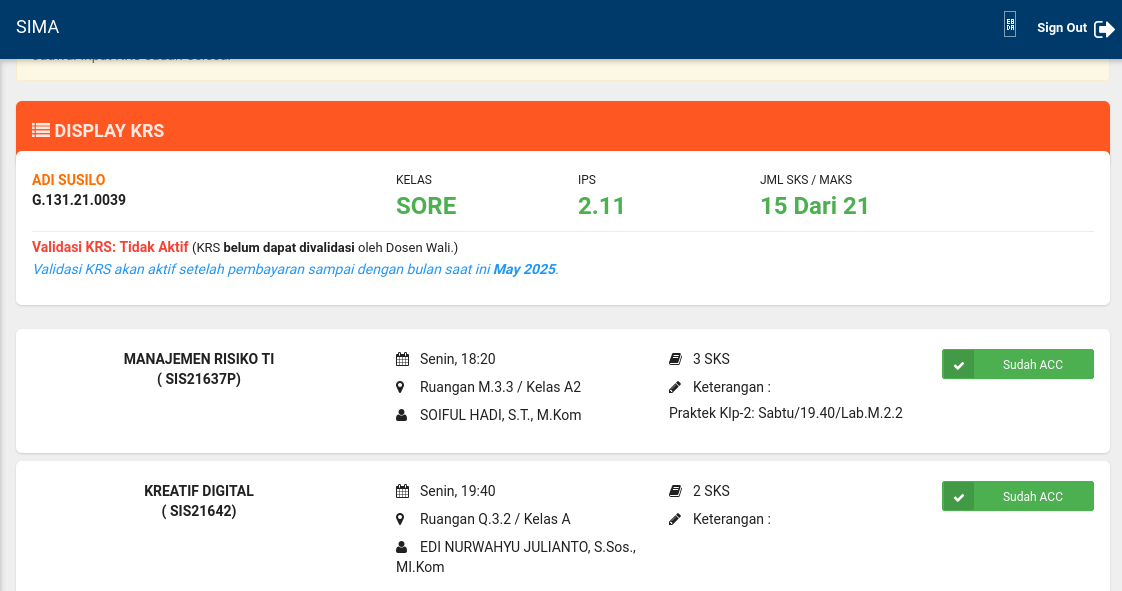 SIMA
Sign Out
DISPLAY KRS
ADI SUSILO
G.131.21.0039
KELAS
SORE
IPS
2.11
JML SKS / MAKS
15 Dari 21
Validasi KRS: Tidak Aktif (KRS belum dapat divalidasi oleh Dosen Wali.)
Validasi KRS akan aktif setelah pembayaran sampai dengan bulan saat ini May 2025.
MANAJEMEN RISIKO TI
( SIS21637P)
Senin, 18:20
Ruangan M.3.3 / Kelas A2
SOIFUL HADI, S.T., M.Kom
3 SKS
Keterangan :
Praktek Klp-2: Sabtu/19.40/Lab.M.2.2
Sudah ACC
KREATIF DIGITAL
( SIS21642)
Senin, 19:40
Ruangan Q.3.2 / Kelas A
EDI NURWAHYU JULIANTO, S.Sos.,
MI.Kom
2 SKS
Keterangan :
Sudah ACC